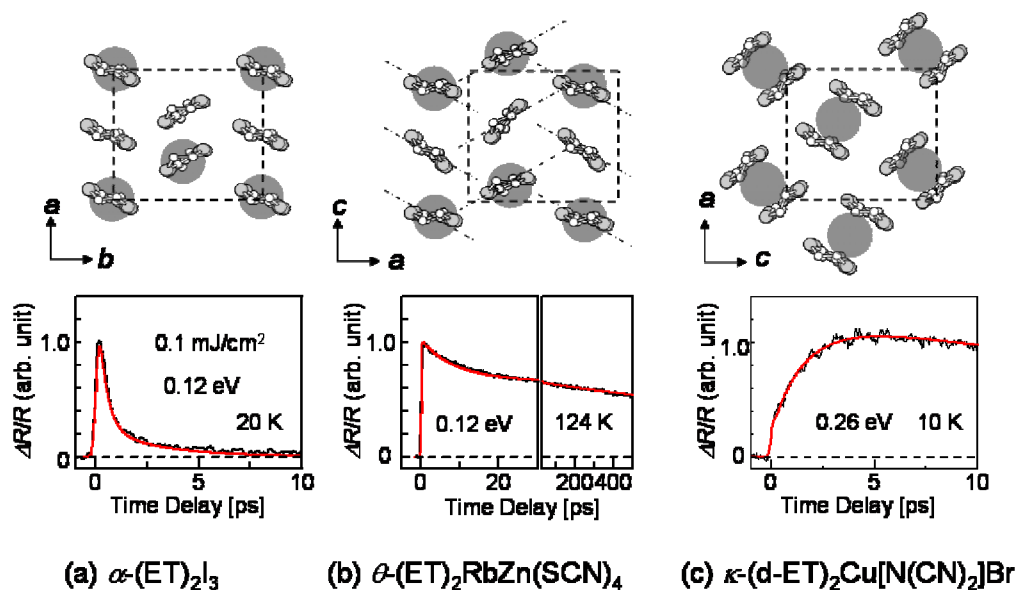 a
b
c
a
a
c
ΔR/R (arb. unit)
1.0
0
0.1 mJ/cm²
0.12 eV
20 K
0 5 10
Time Delay [ps]
ΔR/R (arb. unit)
1.0
0
0.12 eV
124 K
0 20 200 400
Time Delay ps]
ΔR/R (arb. unit)
1.0
0
0.26 eV 10 K
0 5 10
Time Delay [ps]
(a) α-(ET)₂I₃
(b) θ-(ET)₂RbZn(SCN)₄
(c) κ-(d-ET)₂Cu[N(CN)₂]Br